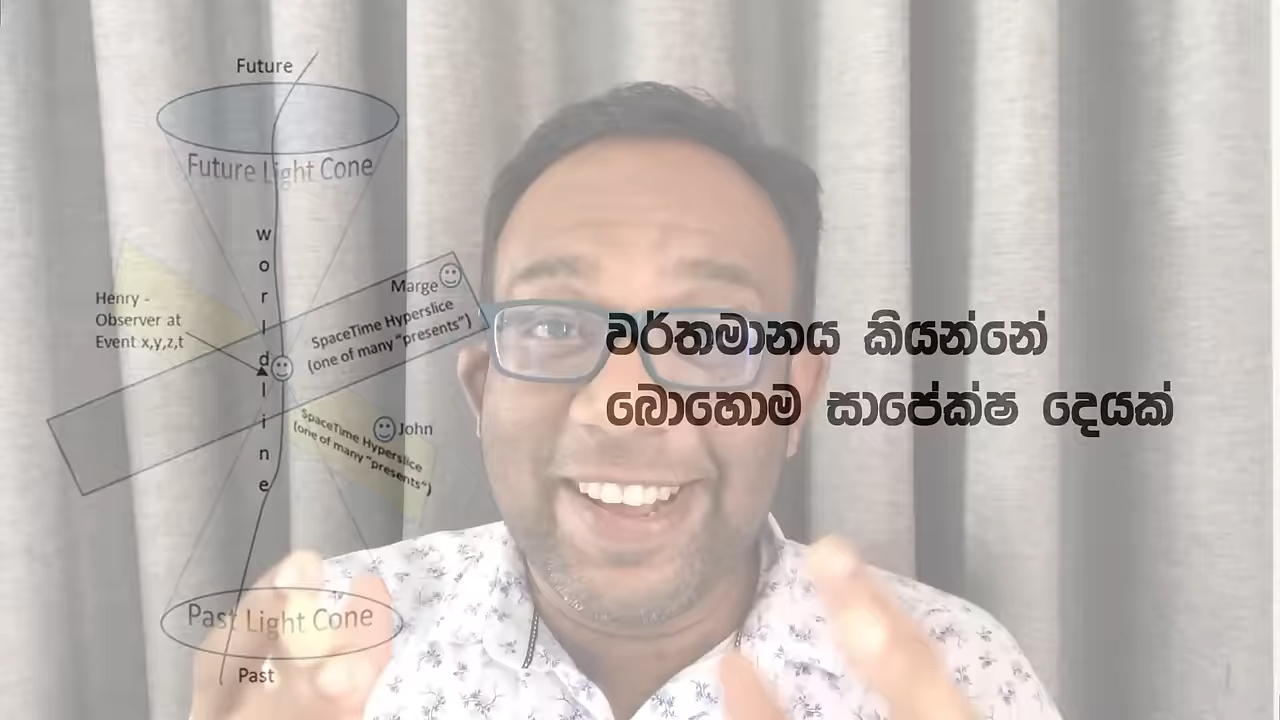 Future
Future Light Cone
worldline
Henry -
Observer at
Event x,y,z,t
Marge
SpaceTime Hyperslice
(one of many "presents")
John
SpaceTime Hyperslice
(one of many "presents")
Past Light Cone
Past
වර්තමානය කියන්නේ
බොහොම සාපේක්ෂ දෙයක්